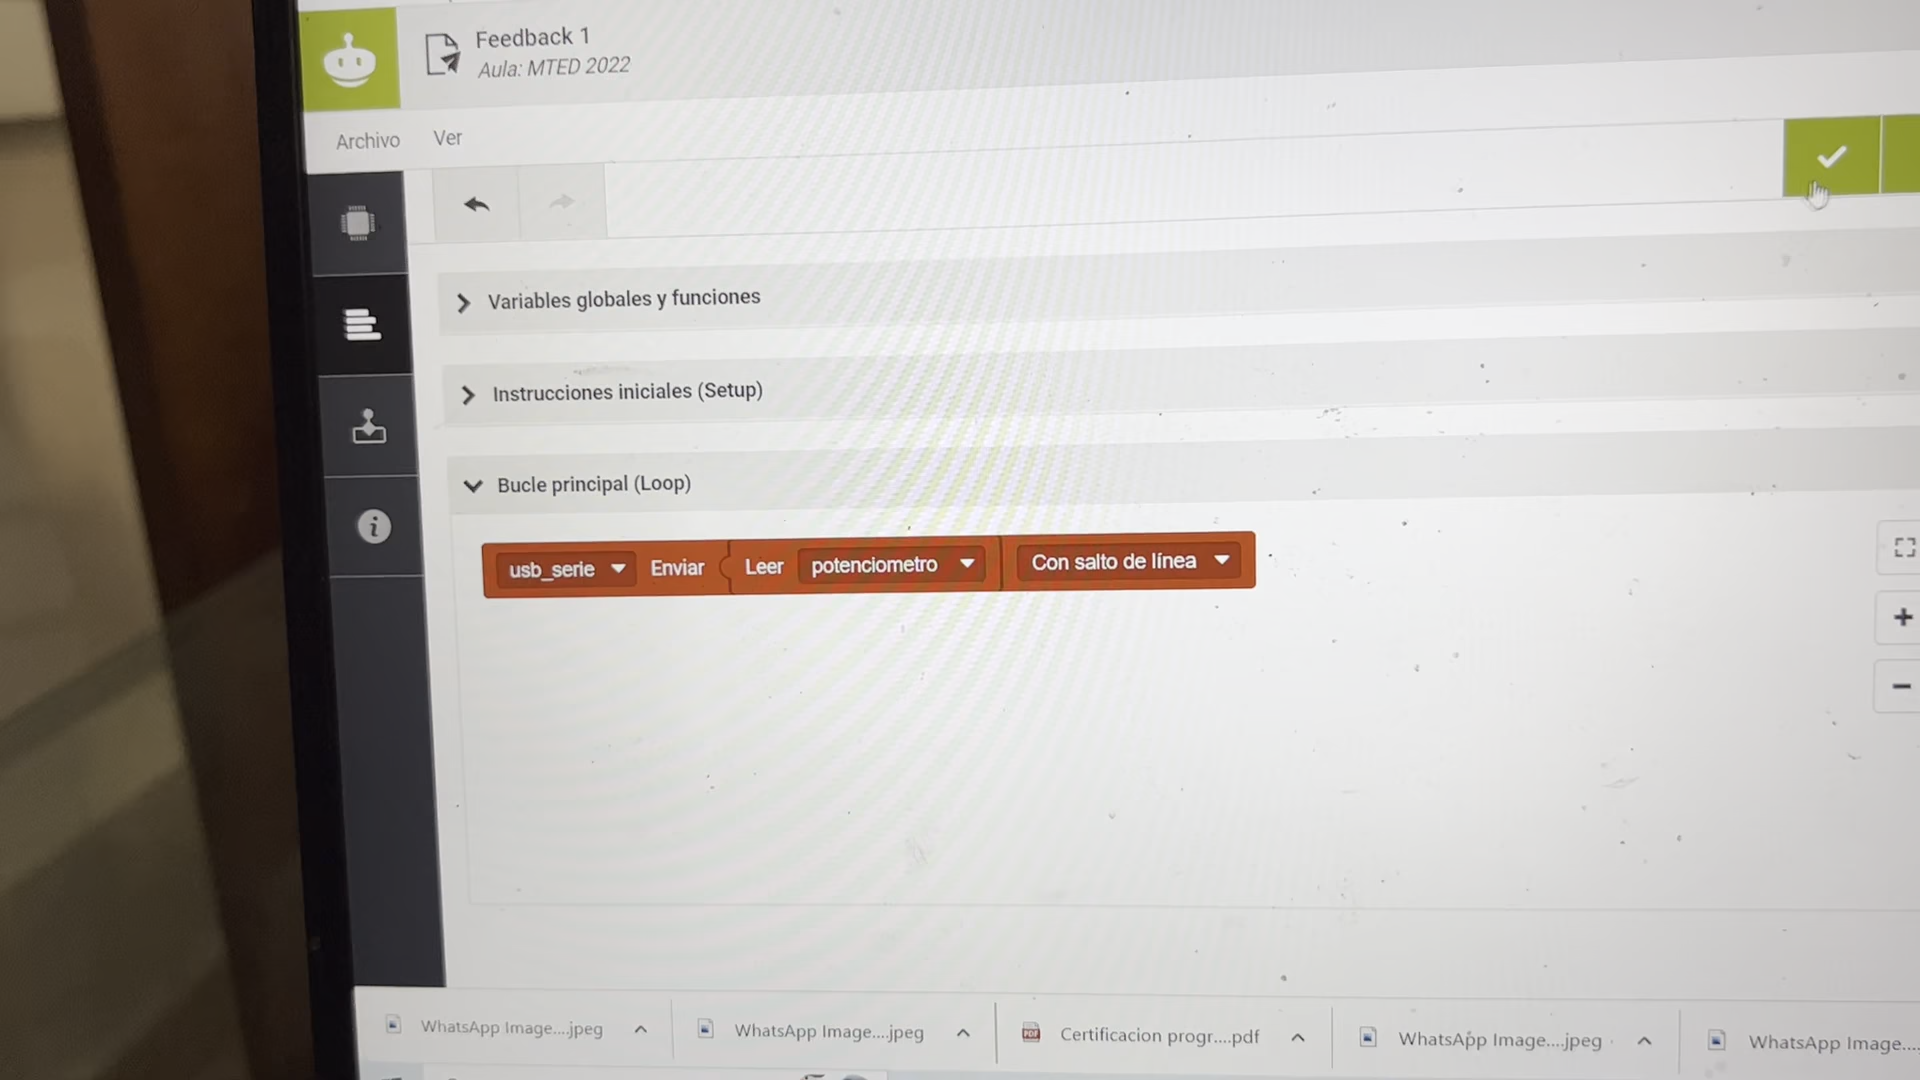 Feedback 1
Aula: MTED 2022
Archivo Ver
Variables globales y funciones
Instrucciones iniciales (Setup)
Bucle principal (Loop)
usb_serie Enviar Leer potenciometro Con salto de línea
WhatsApp Image....jpeg WhatsApp Image....jpeg Certificacion progr....pdf WhatsApp Image....jpeg WhatsApp Image....